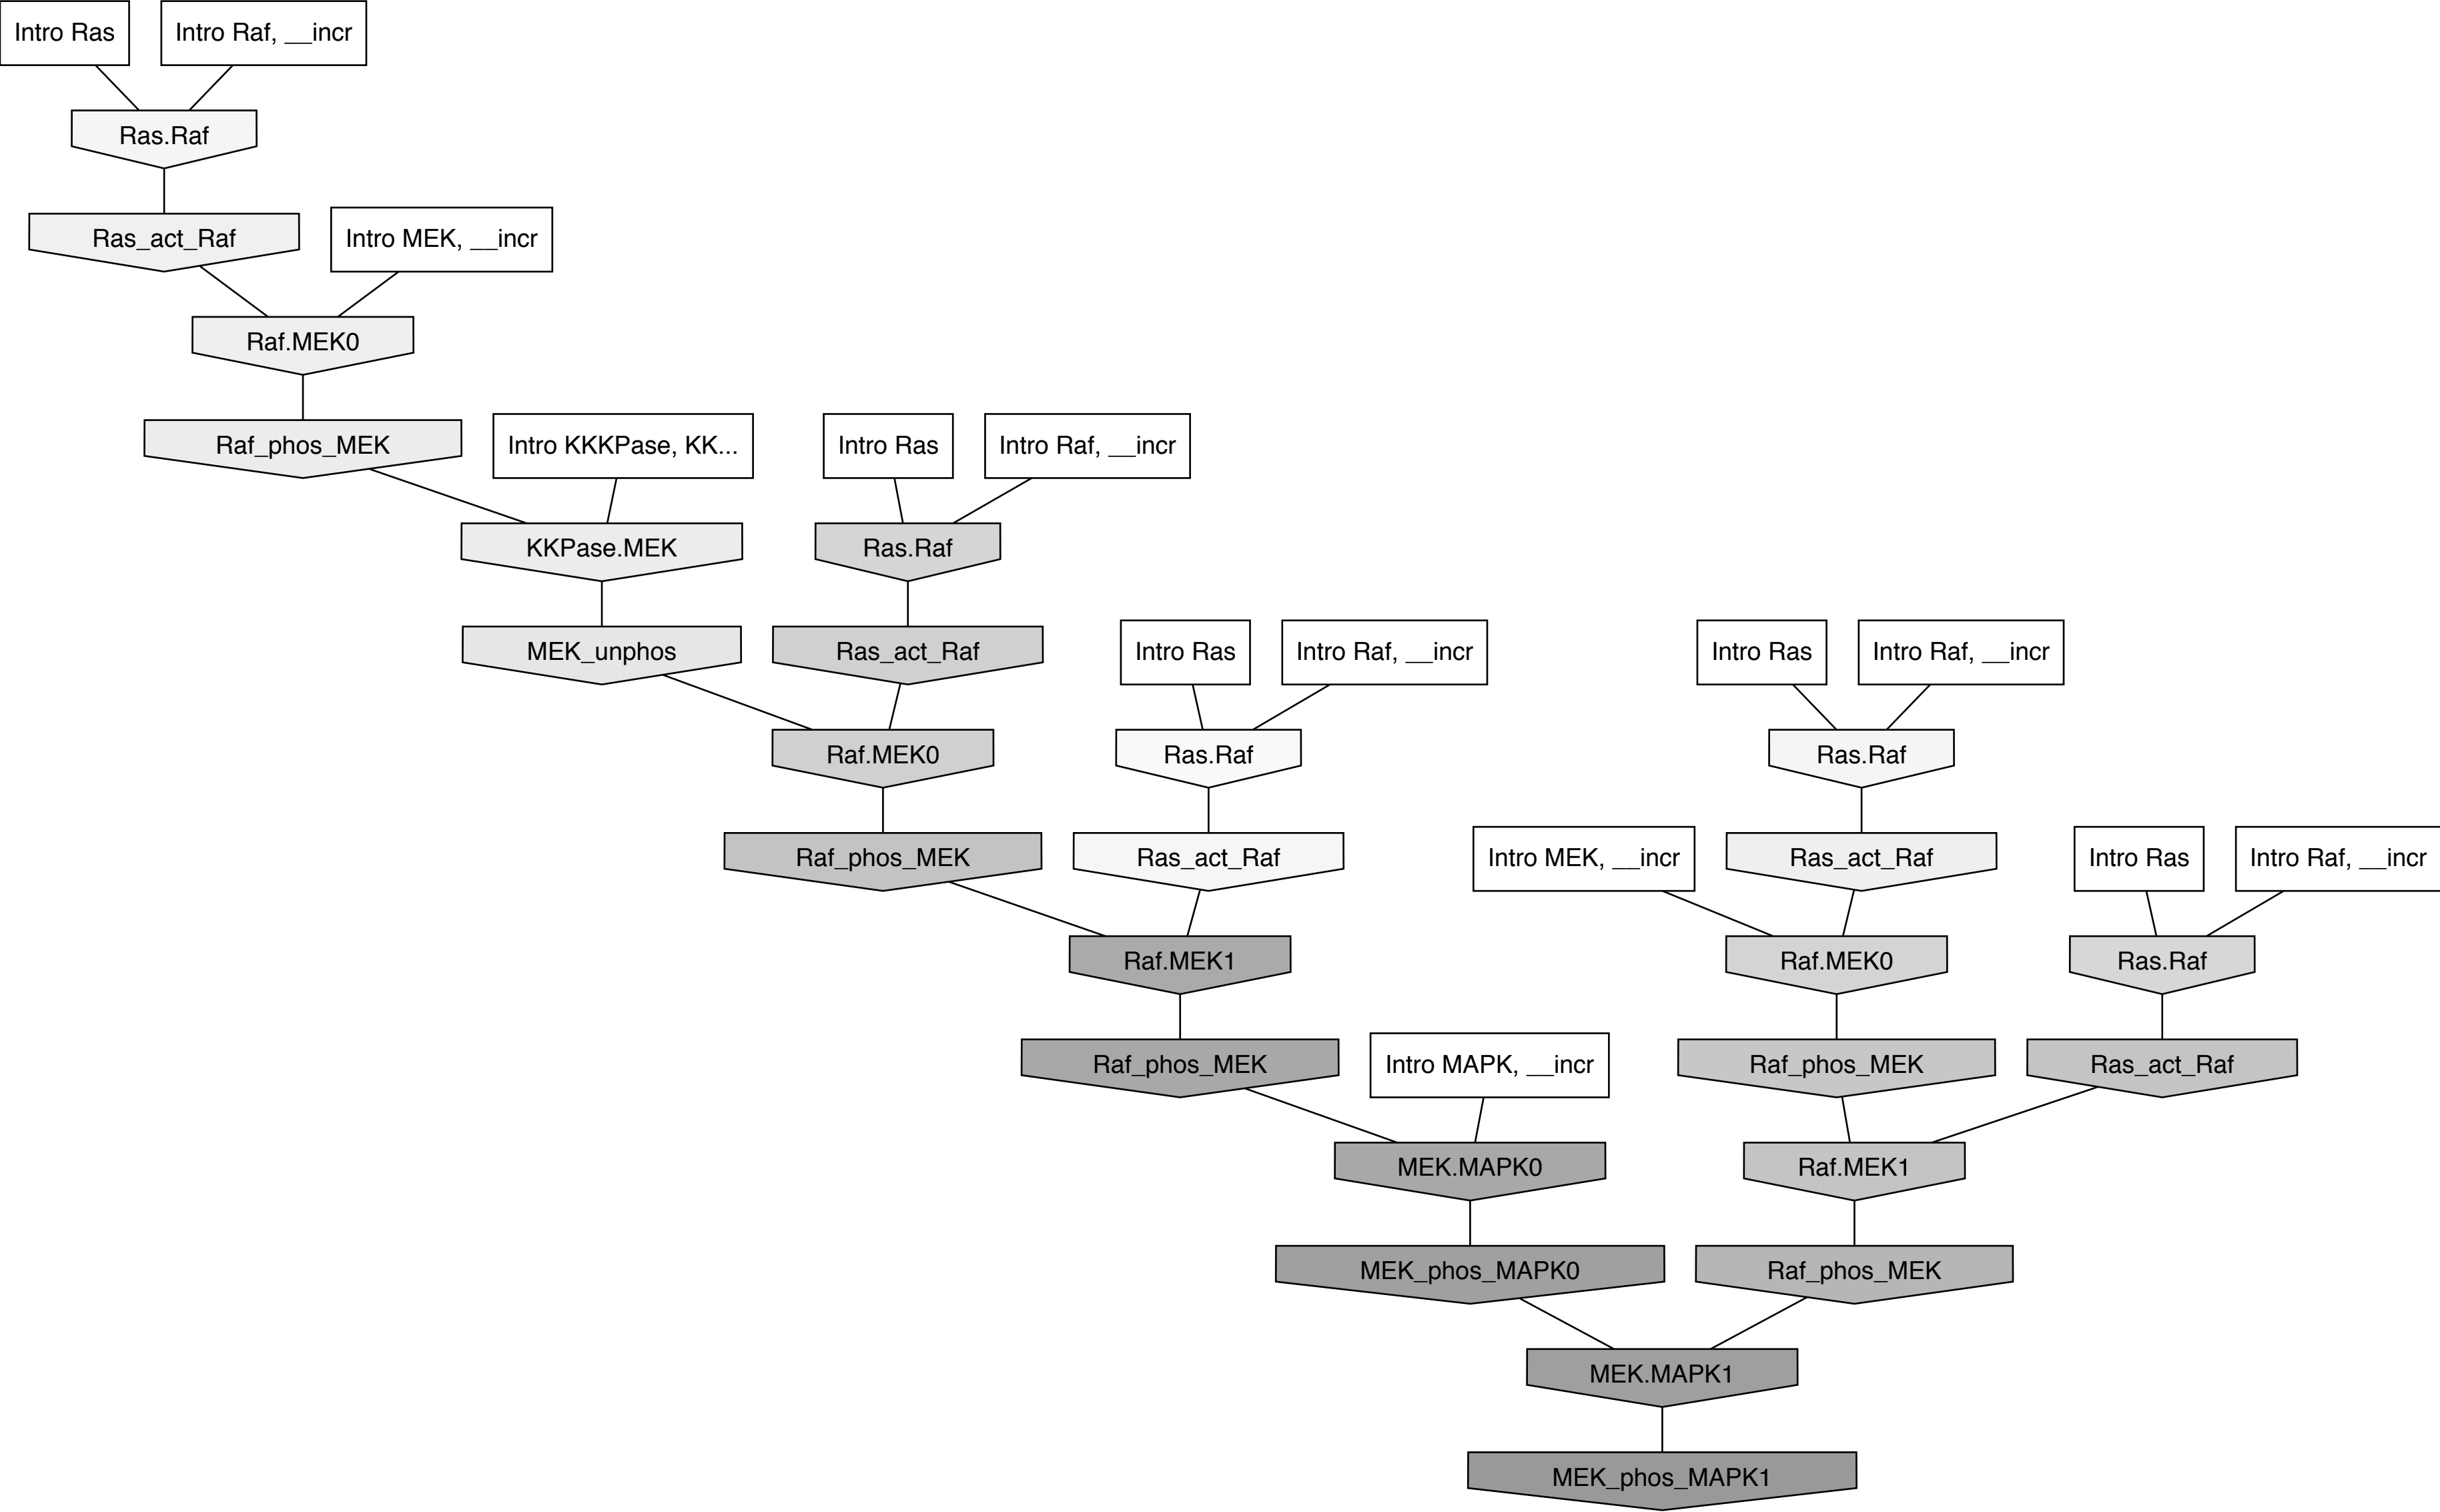 Intro Ras
Intro Raf, __incr
Ras.Raf
Ras_act_Raf
Intro MEK, __incr
Raf.MEK0
Raf_phos_MEK
Intro KKKPase, KK...
Intro Ras
Intro Raf, __incr
KKPase.MEK
Ras.Raf
MEK_unphos
Ras_act_Raf
Intro Ras
Intro Raf, __incr
Intro Ras
Intro Raf, __incr
Raf.MEK0
Ras.Raf
Ras.Raf
Raf_phos_MEK
Ras_act_Raf
Intro MEK, __incr
Ras_act_Raf
Intro Ras
Intro Raf, __incr
Raf.MEK1
Raf.MEK0
Ras.Raf
Raf_phos_MEK
Intro MAPK, __incr
Raf_phos_MEK
Ras_act_Raf
MEK.MAPK0
Raf.MEK1
MEK_phos_MAPK0
Raf_phos_MEK
MEK.MAPK1
MEK_phos_MAPK1